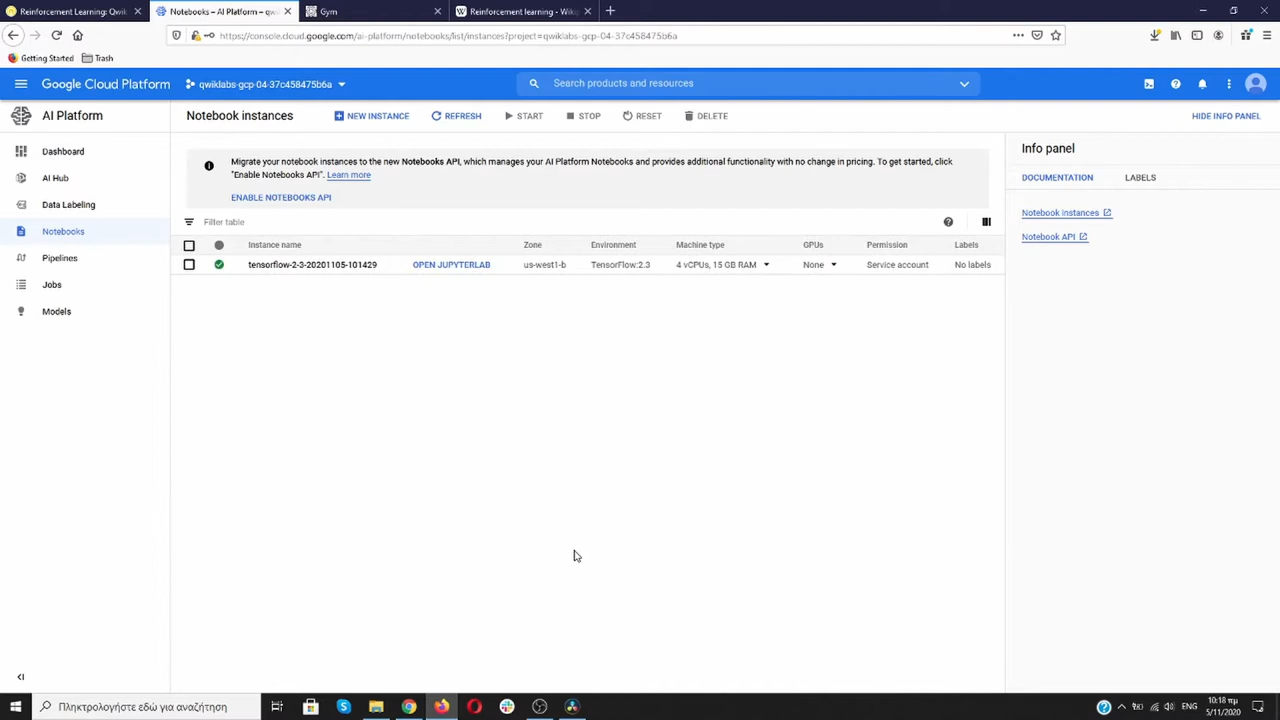 Reinforcement Learning: Qwik
Notebooks – AI Platform – qw
Gym
Reinforcement learning - Wikip
https://console.cloud.google.com/ai-platform/notebooks/list/instances?project=qwiklabs-gcp-04-37c458475b6a
Getting Started
Trash
Google Cloud Platform
qwiklabs-gcp-04-37c458475b6a
Search products and resources
AI Platform
Notebook instances
NEW INSTANCE
REFRESH
START
STOP
RESET
DELETE
HIDE INFO PANEL
Dashboard
AI Hub
Data Labeling
Notebooks
Pipelines
Jobs
Models
Migrate your notebook instances to the new Notebooks API, which manages your AI Platform Notebooks and provides additional functionality with no change in pricing. To get started, click
"Enable Notebooks API". Learn more
ENABLE NOTEBOOKS API
Filter table
Instance name Zone Environment Machine type GPUs Permission Labels
tensorflow-2-3-20201105-101429 OPEN JUPYTERLAB us-west1-b TensorFlow:2.3 4 vCPUs, 15 GB RAM None Service account No labels
Info panel
DOCUMENTATION
LABELS
Notebook instances
Notebook API
Πληκτρολογήστε εδώ για αναζήτηση
ΕΝG
10:18 πμ
5/11/2020